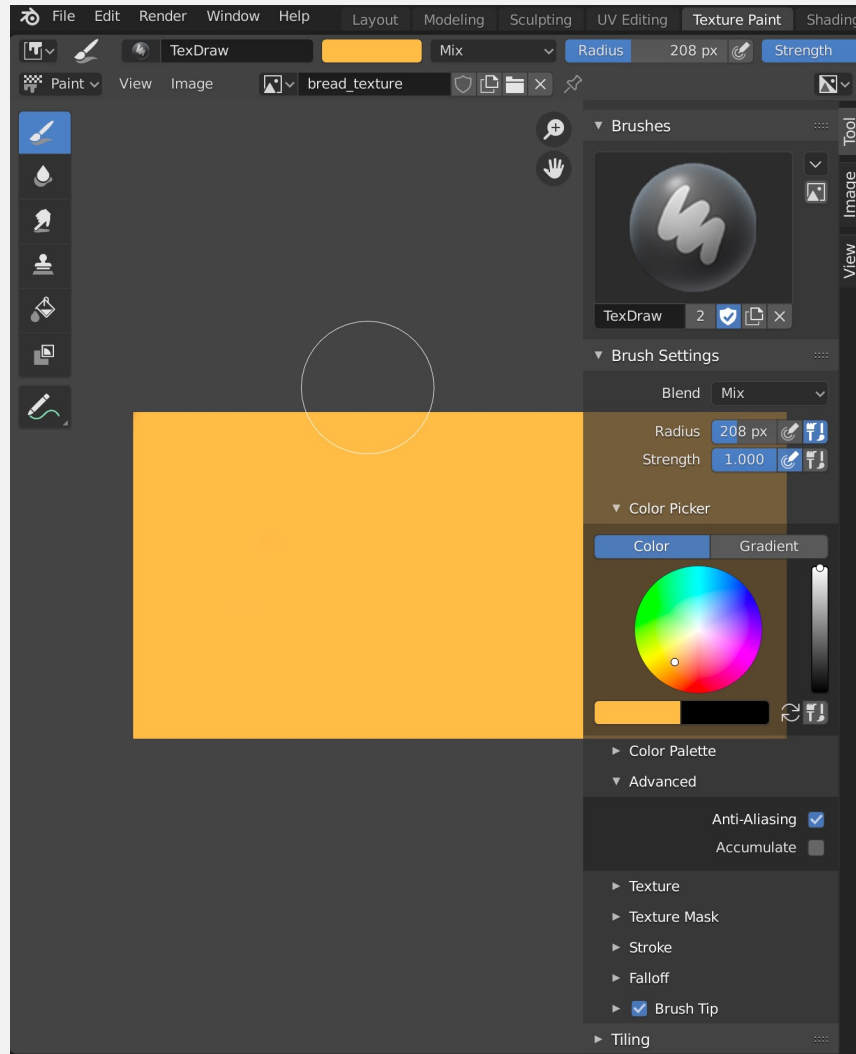 File Edit Render Window Help Layout Modeling Sculpting UV Editing Texture Paint Shading
TexDraw Mix Radius 208 px Strength
Paint View Image bread_texture
Brushes
Tool
Image
View
TexDraw 2
Brush Settings
Blend Mix
Radius 208 px
Strength 1.000
Color Picker
Color Gradient
Color Palette
Advanced
Anti-Aliasing
Accumulate
Texture
Texture Mask
Stroke
Falloff
Brush Tip
Tiling